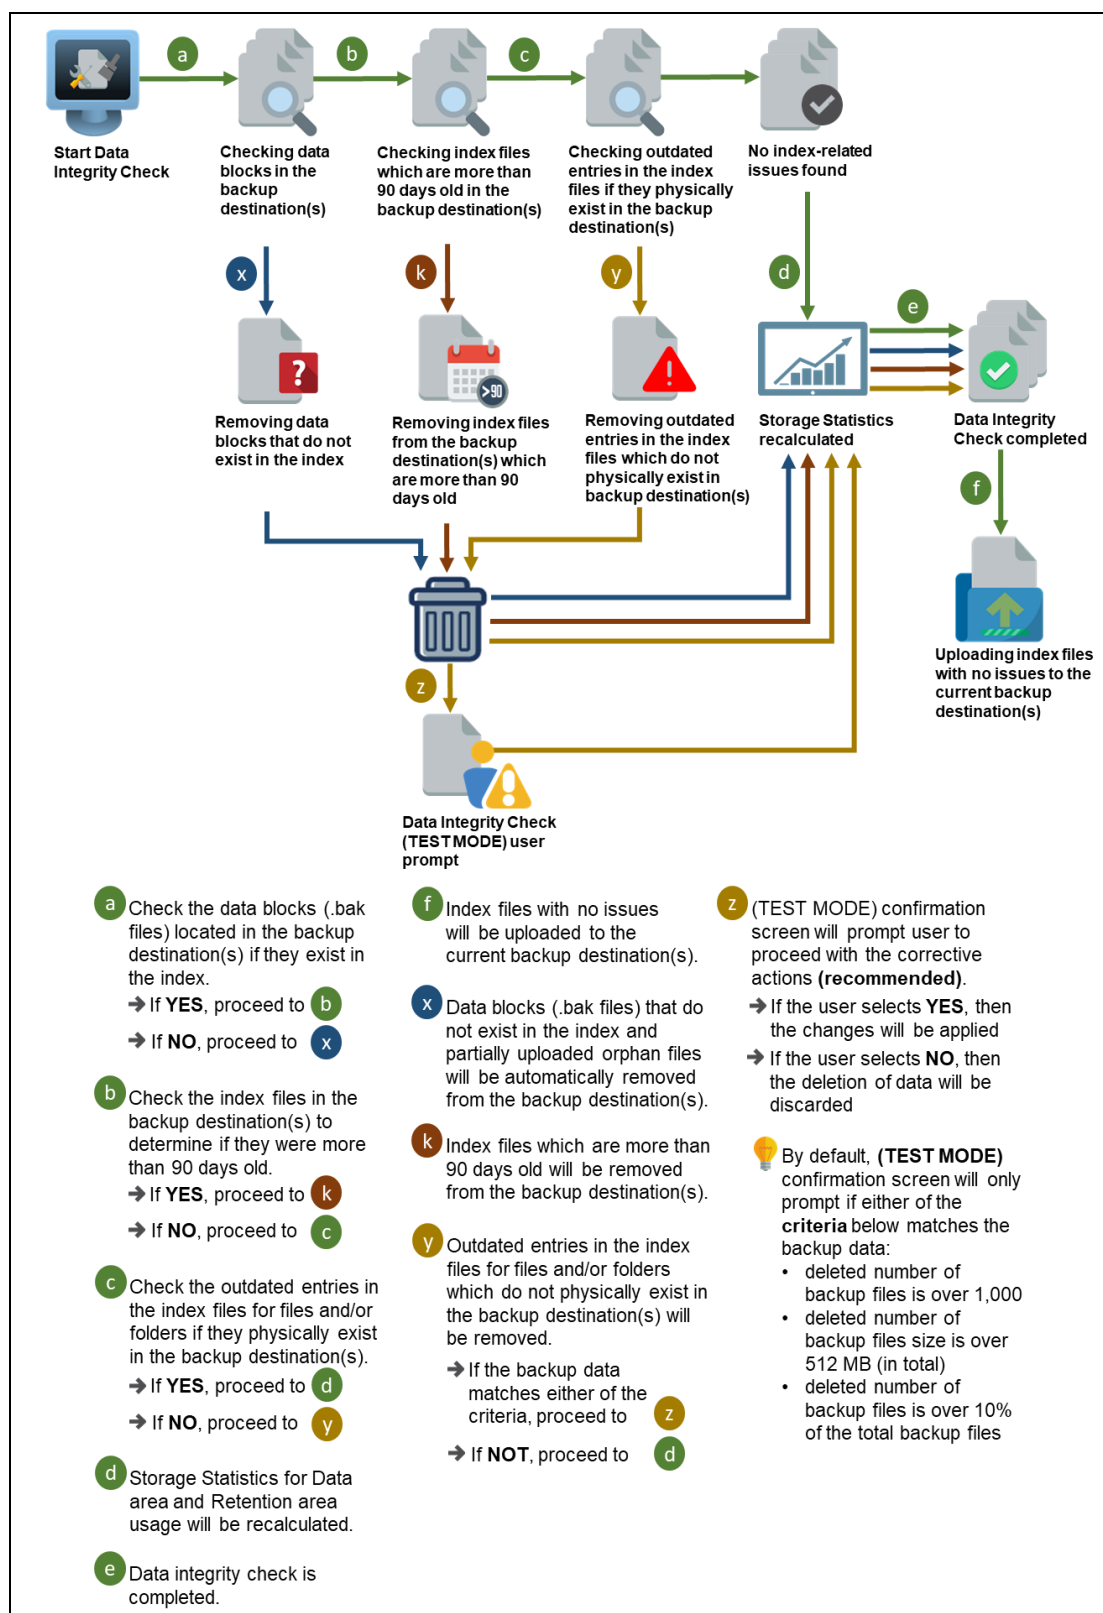 a
b
c
Start Data
Integrity Check
Checking data
blocks in the
backup
destination(s)
Checking index files
which are more than
90 days old in the
backup destination(s)
Checking outdated
entries in the index
files if they physically
exist in the backup
destination(s)
No index-related
issues found
x
k
y
d
e
?
>90
!
Removing data
blocks that do not
exist in the index
Removing index files
from the backup
destination(s) which
are more than 90
days old
Removing outdated
entries in the index
files which do not
physically exist in
backup destination(s)
Storage Statistics
recalculated
Data Integrity
Check completed
f
Uploading index files
with no issues to the
current backup
destination(s)
z
!
Data Integrity Check
(TEST MODE) user
prompt
a
Check the data blocks (.bak
files) located in the backup
destination(s) if they exist in
the index.
➔ If YES, proceed to b
➔ If NO, proceed to x
b
Check the index files in the
backup destination(s) to
determine if they were more
than 90 days old.
➔ If YES, proceed to k
➔ If NO, proceed to c
c
Check the outdated entries in
the index files for files and/or
folders if they physically exist
in the backup destination(s).
➔ If YES, proceed to d
➔ If NO, proceed to y
d
Storage Statistics for Data
area and Retention area
usage will be recalculated.
e
Data integrity check is
completed.
f
Index files with no issues
will be uploaded to the
current backup destination(s).
x
Data blocks (.bak files) that do
not exist in the index and
partially uploaded orphan files
will be automatically removed
from the backup destination(s).
k
Index files which are more than
90 days old will be removed
from the backup destination(s).
y
Outdated entries in the index
files for files and/or folders
which do not physically exist in
the backup destination(s) will
be removed.
➔ If the backup data
matches either of the
criteria, proceed to z
➔ If NOT, proceed to d
z
(TEST MODE) confirmation
screen will prompt user to
proceed with the corrective
actions (recommended).
➔ If the user selects YES, then
the changes will be applied
➔ If the user selects NO, then
the deletion of data will be
discarded
By default, (TEST MODE)
confirmation screen will only
prompt if either of the
criteria below matches the
backup data:
• deleted number of
backup files is over 1,000
• deleted number of
backup files size is over
512 MB (in total)
• deleted number of
backup files is over 10%
of the total backup files